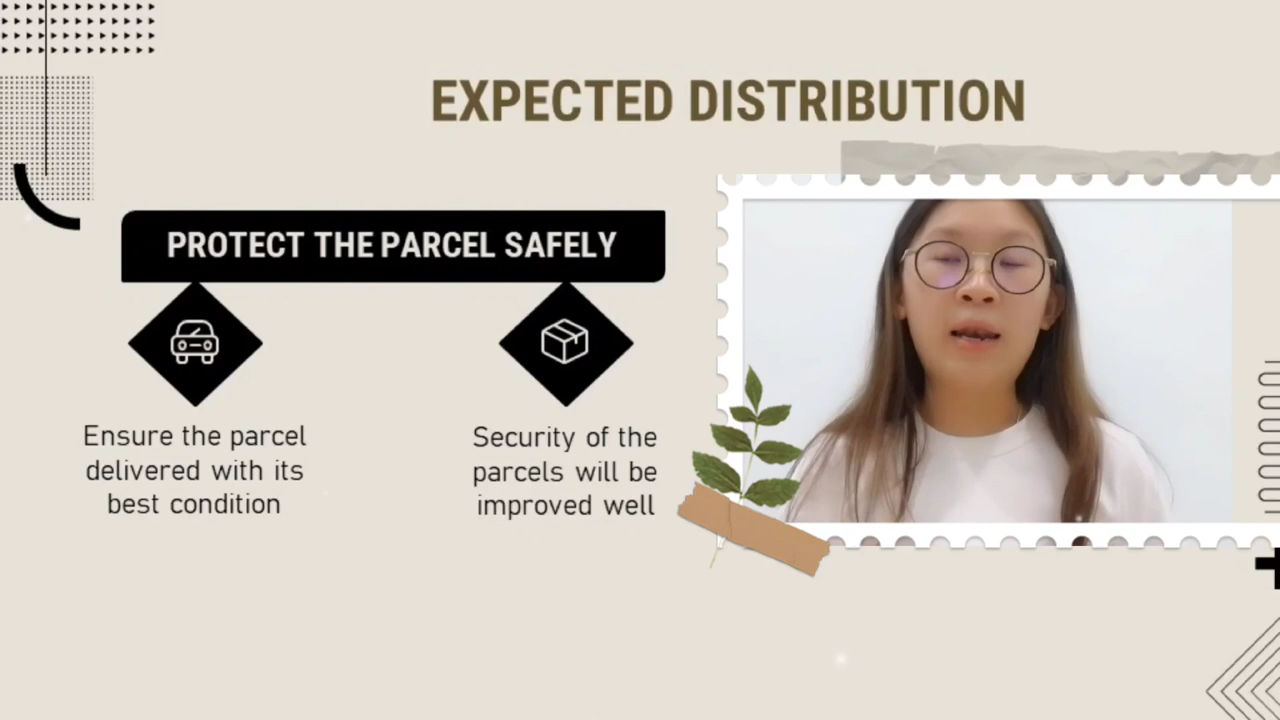 EXPECTED DISTRIBUTION
PROTECT THE PARCEL SAFELY
Ensure the parcel
delivered with its
best condition
Security of the
parcels will be
improved well